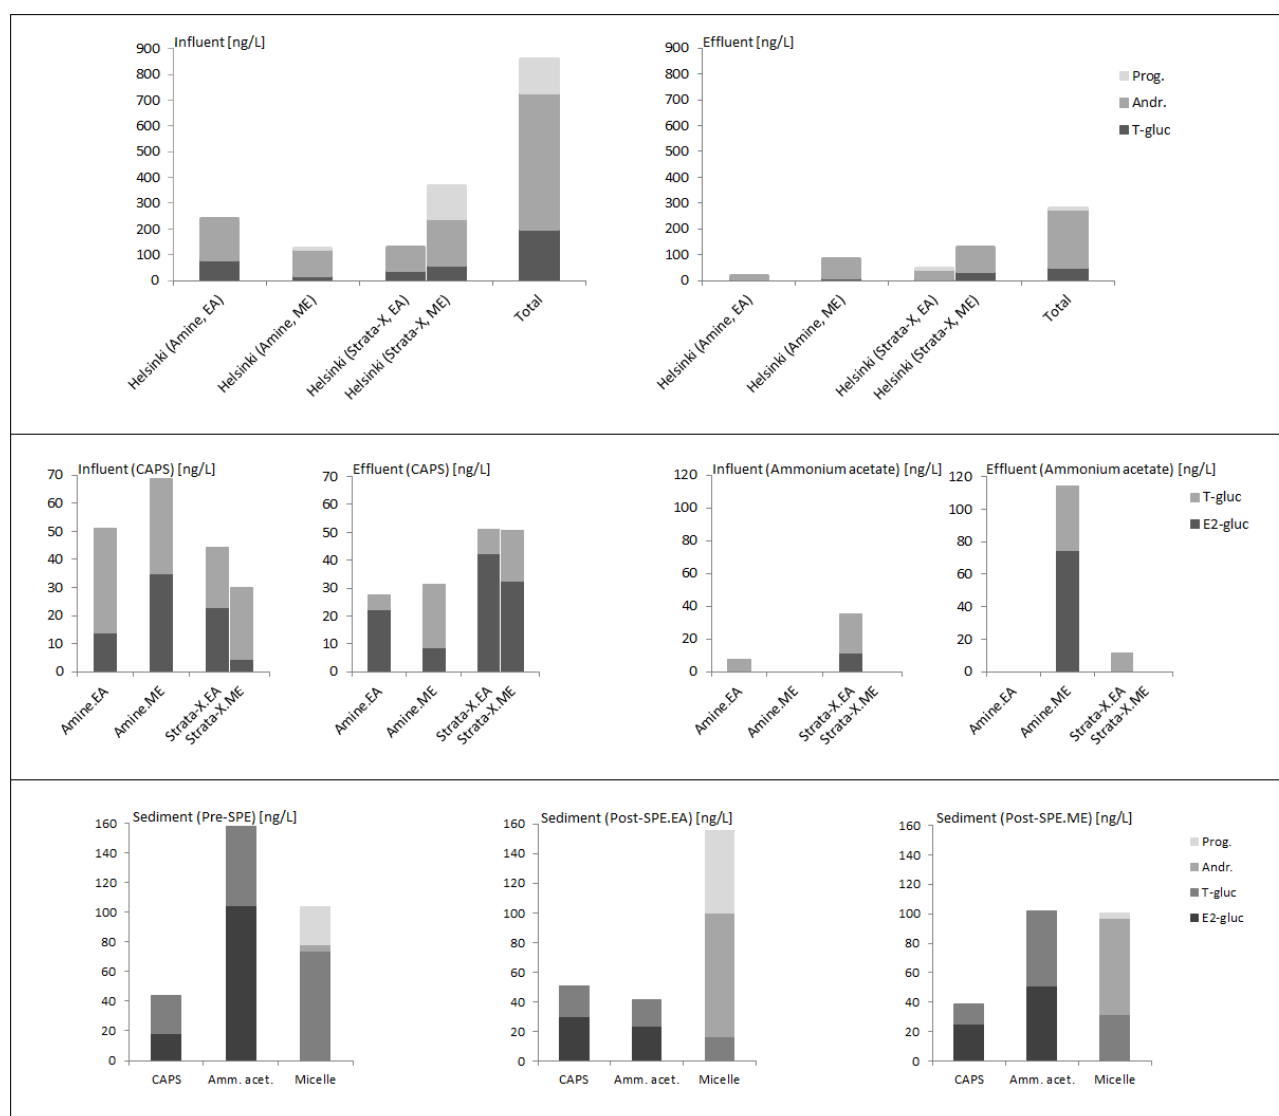 Influent [ng/L]
900
800
700
600
500
400
300
200
100
0
Helsinki (Amine, EA)
Helsinki (Amine, ME)
Helsinki (Strata-X, EA)
Helsinki (Strata-X, ME)
Total
Effluent [ng/L]
900
800
700
600
500
400
300
200
100
0
Helsinki (Amine, EA)
Helsinki (Amine, ME)
Helsinki (Strata-X, EA)
Helsinki (Strata-X, ME)
Total
Prog.
Andr.
T-gluc
Influent (CAPS) [ng/L]
70
60
50
40
30
20
10
0
Amine.EA
Amine.ME
Strata-X.EA
Strata-X.ME
Effluent (CAPS) [ng/L]
70
60
50
40
30
20
10
0
Amine.EA
Amine.ME
Strata-X.EA
Strata-X.ME
Influent (Ammonium acetate) [ng/L]
120
100
80
60
40
20
0
Amine.EA
Amine.ME
Strata-X.EA
Strata-X.ME
Effluent (Ammonium acetate) [ng/L]
120
100
80
60
40
20
0
Amine.EA
Amine.ME
Strata-X.EA
Strata-X.ME
T-gluc
E2-gluc
Sediment (Pre-SPE) [ng/L]
160
140
120
100
80
60
40
20
0
CAPS
Amm. acet.
Micelle
Sediment (Post-SPE.EA) [ng/L]
160
140
120
100
80
60
40
20
0
CAPS
Amm. acet.
Micelle
Sediment (Post-SPE.ME) [ng/L]
160
140
120
100
80
60
40
20
0
CAPS
Amm. acet.
Micelle
Prog.
Andr.
T-gluc
E2-gluc